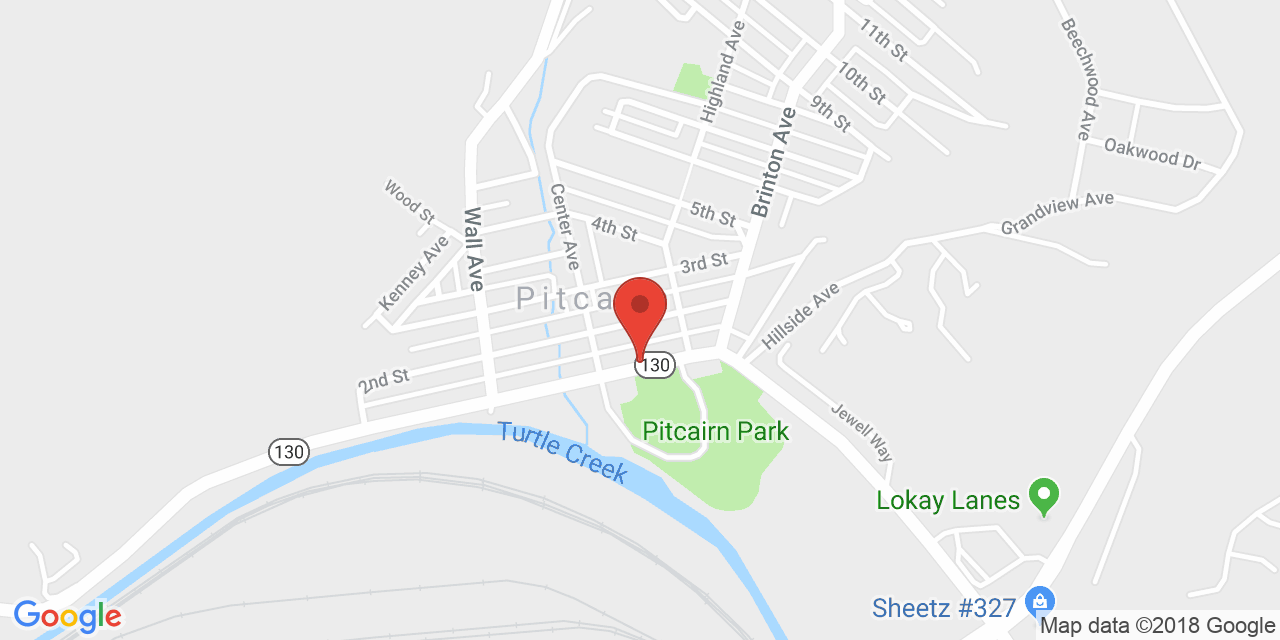 11th St
Highland Ave
Beechwood Ave
10th St
9th St
Brinton Ave
Oakwood Dr
Wood St
Center Ave
Wall Ave
5th St
4th St
Grandview Ave
Kenney Ave
3rd St
Pitca
Hillside Ave
130
2nd St
Pitcairn Park
Jewell Way
Turtle Creek
130
Lokay Lanes
Sheetz #327
Google
Map data ©2018 Google